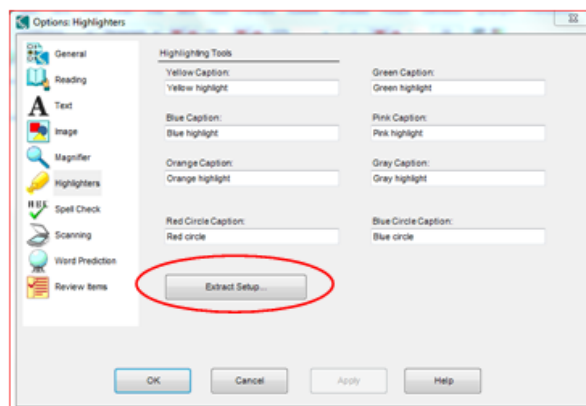 Options: Highlighters
General
Reading
Text
Image
Magnifier
Highlighters
Spell Check
Scanning
Word Prediction
Review Items
Highlighting Tools
Yellow Caption:
Yellow highlight
Green Caption:
Green highlight
Blue Caption:
Blue highlight
Pink Caption:
Pink highlight
Orange Caption:
Orange highlight
Gray Caption:
Gray highlight
Red Circle Caption:
Red circle
Blue Circle Caption:
Blue circle
Extract Setup...
OK
Cancel
Apply
Help